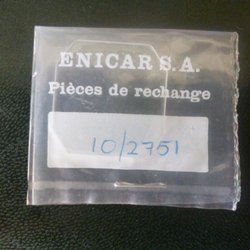 ENICAR S.A.
Pièces de rechange
10/2751